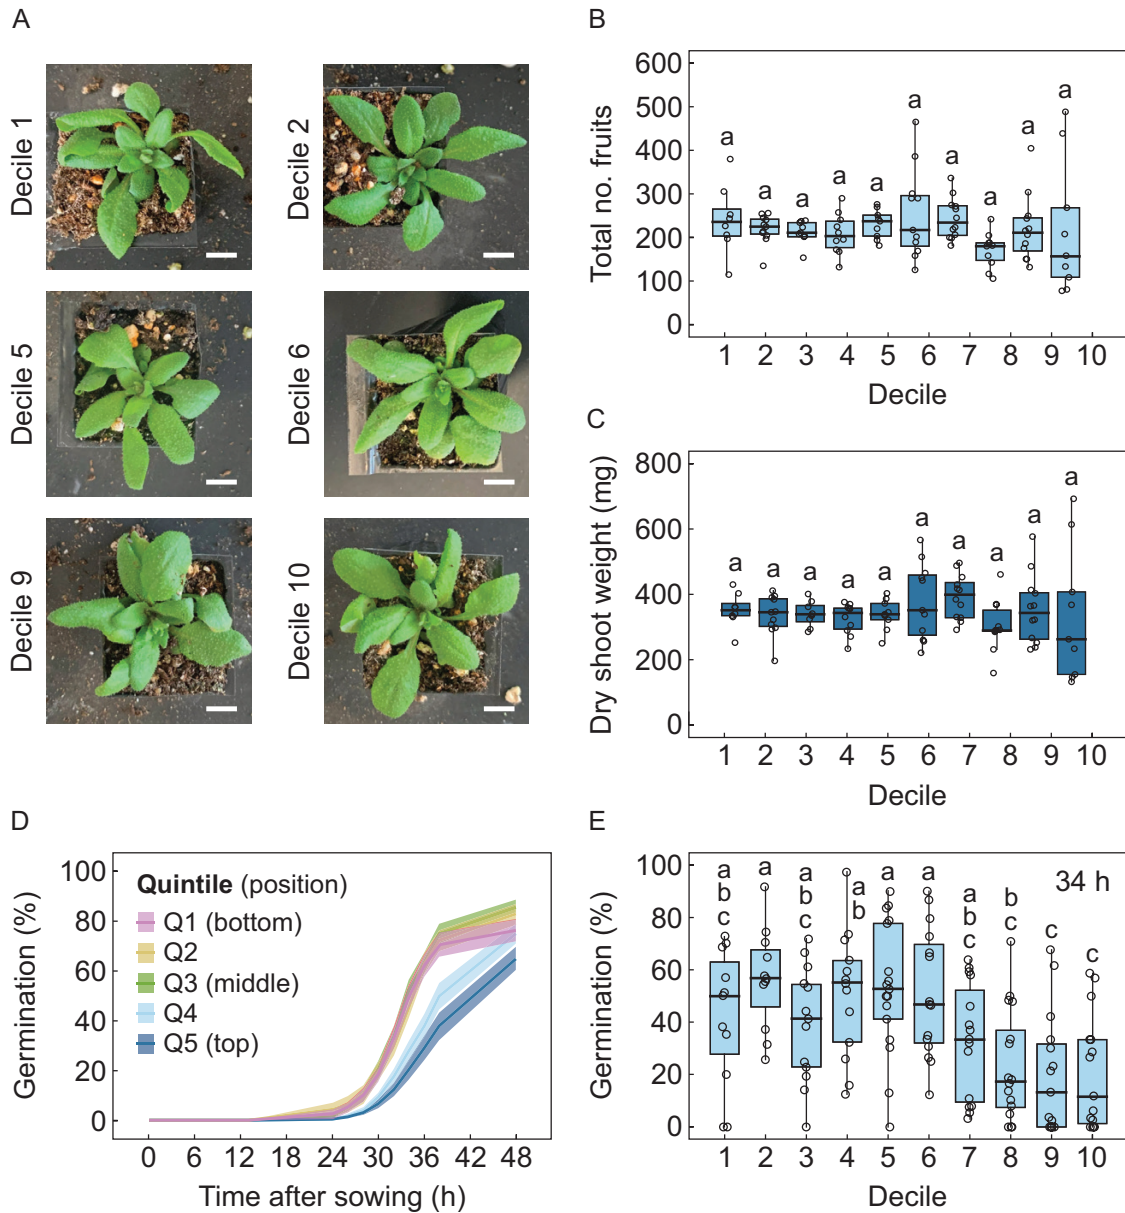 A
Decile 1
Decile 2
Decile 5
Decile 6
Decile 9
Decile 10
B
Total no. fruits
600
500
400
300
200
100
0
a a a a a a a a a a
1 2 3 4 5 6 7 8 9 10
Decile
C
Dry shoot weight (mg)
800
600
400
200
0
a a a a a a a a a a
1 2 3 4 5 6 7 8 9 10
Decile
D
Germination (%)
100
80
60
40
20
0
Quintile (position)
Q1 (bottom)
Q2
Q3 (middle)
Q4
Q5 (top)
0 6 12 18 24 30 36 42 48
Time after sowing (h)
E
Germination (%)
100
80
60
40
20
0
34 h
abc a abc ab a a abc bc c c
1 2 3 4 5 6 7 8 9 10
Decile